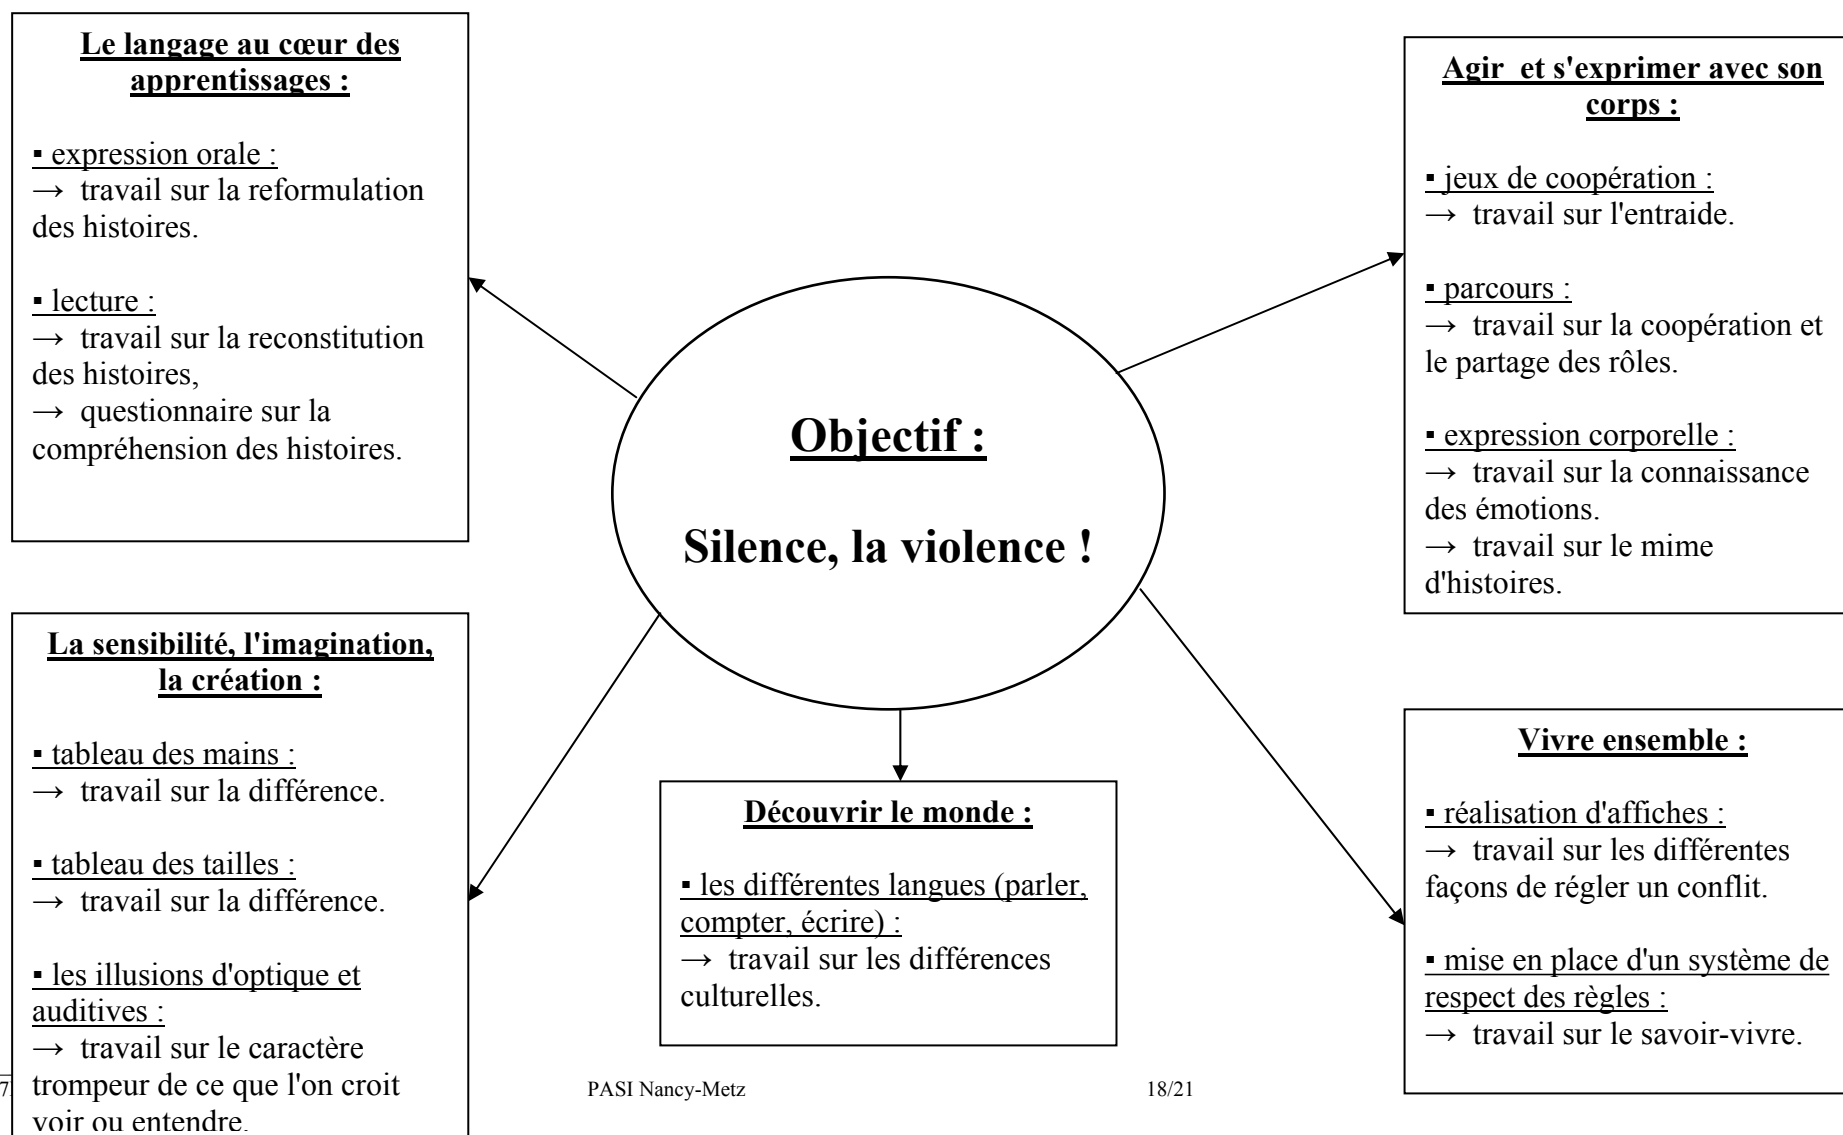 Le langage au cœur des
apprentissages :
▪ expression orale :
→ travail sur la reformulation
des histoires.
▪ lecture :
→ travail sur la reconstitution
des histoires,
→ questionnaire sur la
compréhension des histoires.
Agir et s'exprimer avec son
corps :
▪ jeux de coopération :
→ travail sur l'entraide.
▪ parcours :
→ travail sur la coopération et
le partage des rôles.
▪ expression corporelle :
→ travail sur la connaissance
des émotions.
→ travail sur le mime
d'histoires.
Objectif :
Silence, la violence !
La sensibilité, l'imagination,
la création :
▪ tableau des mains :
→ travail sur la différence.
▪ tableau des tailles :
→ travail sur la différence.
▪ les illusions d'optique et
auditives :
→ travail sur le caractère
trompeur de ce que l'on croit
voir ou entendre.
Découvrir le monde :
▪ les différentes langues (parler,
compter, écrire) :
→ travail sur les différences
culturelles.
Vivre ensemble :
▪ réalisation d'affiches :
→ travail sur les différentes
façons de régler un conflit.
▪ mise en place d'un système de
respect des règles :
→ travail sur le savoir-vivre.
7
PASI Nancy-Metz
18/21